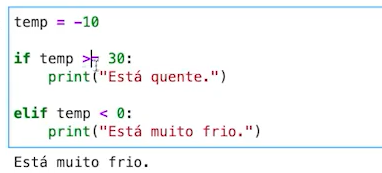 temp = -10
if temp >= 30:
    print("Está quente.")
elif temp < 0:
    print("Está muito frio.")
Está muito frio.